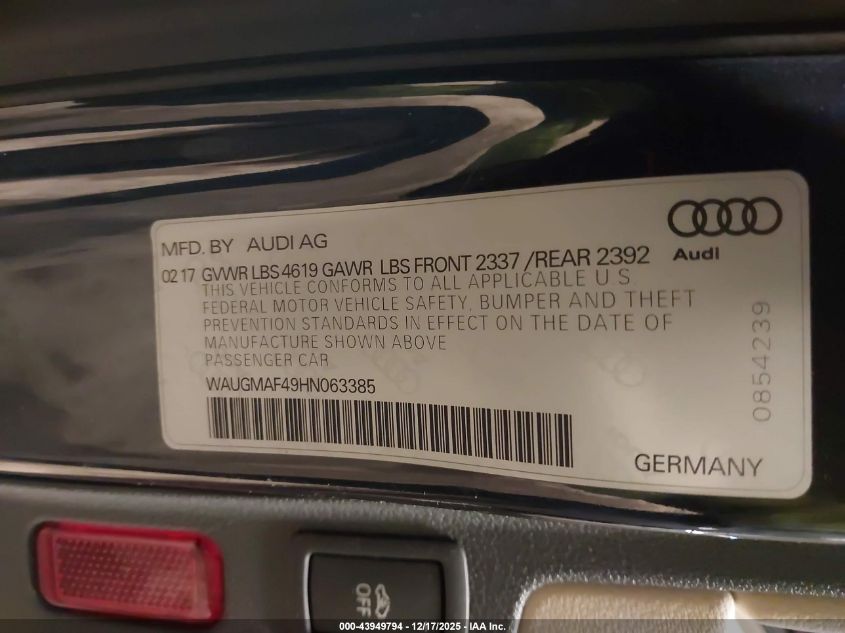 MFD. BY AUDI AG
Audi
02 17 GVWR LBS 4619 GAWR LBS FRONT 2337 /REAR 2392
THIS VEHICLE CONFORMS TO ALL APPLICABLE U S
FEDERAL MOTOR VEHICLE SAFETY, BUMPER AND THEFT
PREVENTION STANDARDS IN EFFECT ON THE DATE OF
MANUFACTURE SHOWN ABOVE
PASSENGER CAR
WAUGMAF49HN063385
0854239
GERMANY
OFF
000-43949794 - 12/17/2025 - IAA Inc.